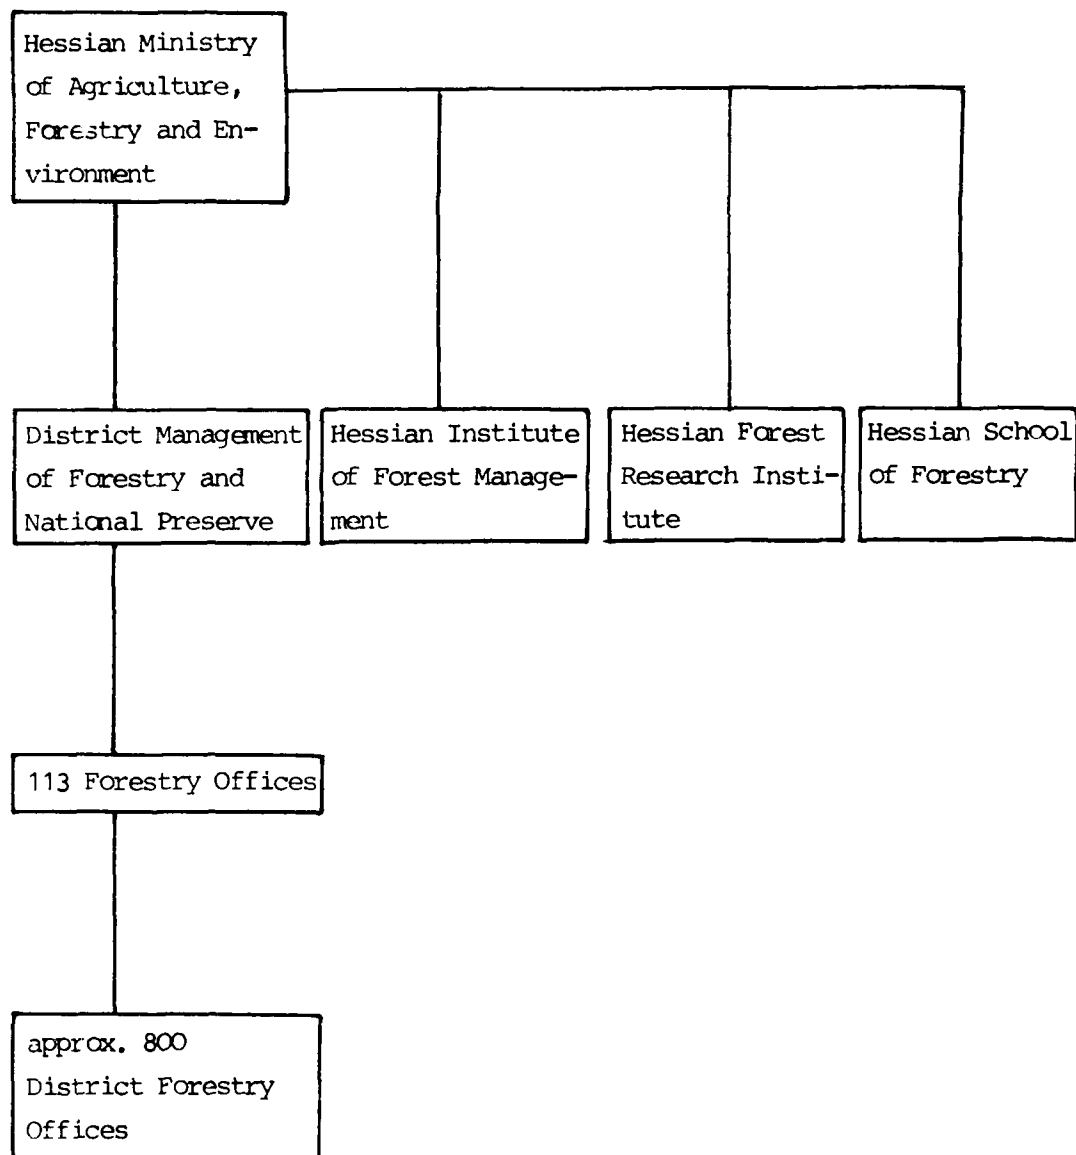 Hessian Ministry
of Agriculture,
Forestry and En-
vironment
District Management
of Forestry and
National Preserve
Hessian Institute
of Forest Manage-
ment
Hessian Forest
Research Insti-
tute
Hessian School
of Forestry
113 Forestry Offices
approx. 800
District Forestry
Offices